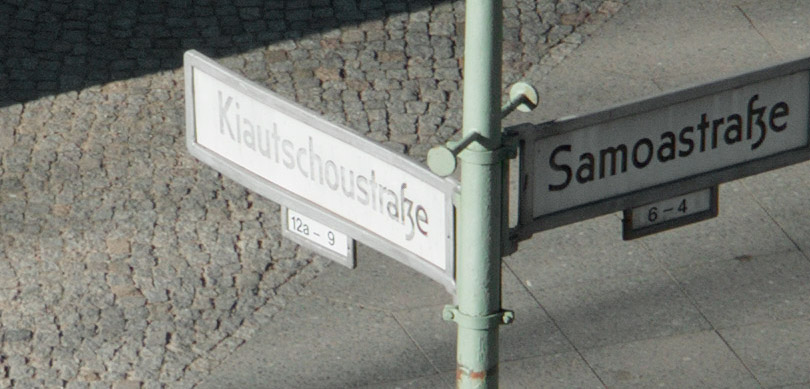 Kiautschoustraße
12a – 9
Samoastraße
6 – 4